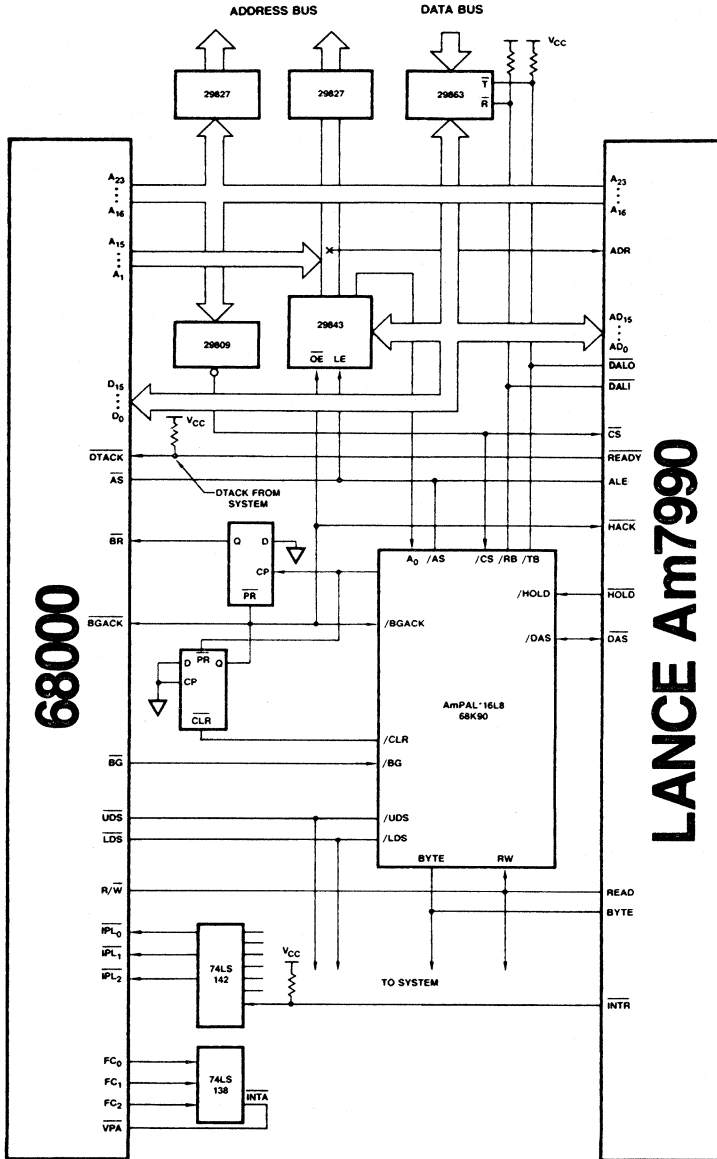 ADDRESS BUS
DATA BUS
VCC
29827
29827
29863
T
R
A23
A16
A15
A1
D15
D0
DTACK
AS
BR
BGACK
BG
UDS
LDS
R/W
IPL0
IPL1
IPL2
FC0
FC1
FC2
VPA
68000
29809
29843
OE LE
VCC
DTACK FROM
SYSTEM
Q D
CP
PR
PR
D Q
CP
CLR
A0 /AS /CS /RB /TB
/HOLD
/BGACK
/DAS
AmPAL*16L8
68K90
/CLR
/BG
/UDS
/LDS
BYTE RW
74LS
142
VCC
TO SYSTEM
74LS
138
INTA
A23
A16
ADR
AD15
AD0
DALO
DALI
CS
READY
ALE
HACK
HOLD
DAS
READ
BYTE
INTR
LANCE Am7990